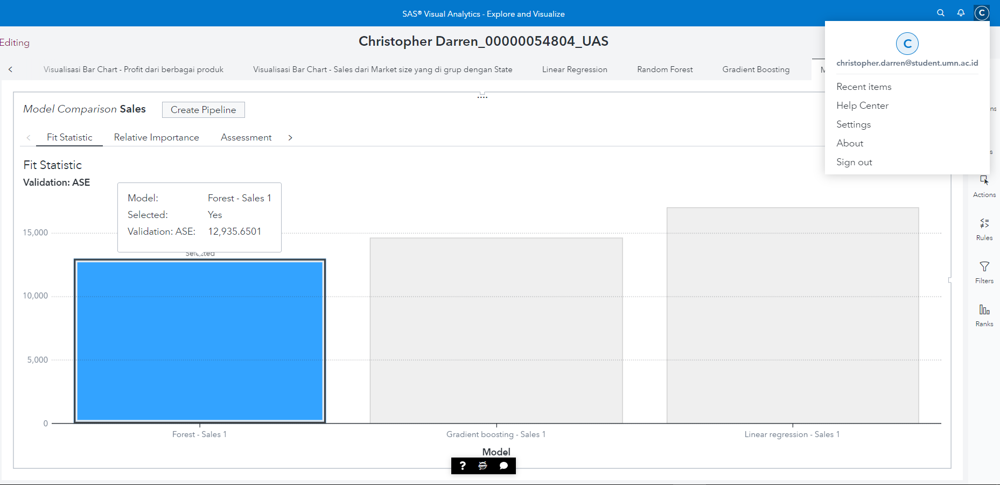 SAS® Visual Analytics - Explore and Visualize
C
Editing
Christopher Darren_00000054804_UAS
C
christopher.darren@student.umn.ac.id
Recent items
Help Center
Settings
About
Sign out
Visualisasi Bar Chart - Profit dari berbagai produk
Visualisasi Bar Chart - Sales dari Market size yang di grup dengan State
Linear Regression
Random Forest
Gradient Boosting
Model Comparison Sales
Create Pipeline
Fit Statistic
Relative Importance
Assessment
Fit Statistic
Validation: ASE
Model: Forest - Sales 1
Selected: Yes
Validation: ASE: 12,935.6501
Selected
15,000
10,000
5,000
0
Forest - Sales 1
Gradient boosting - Sales 1
Linear regression - Sales 1
Model
?
Actions
Rules
Filters
Ranks